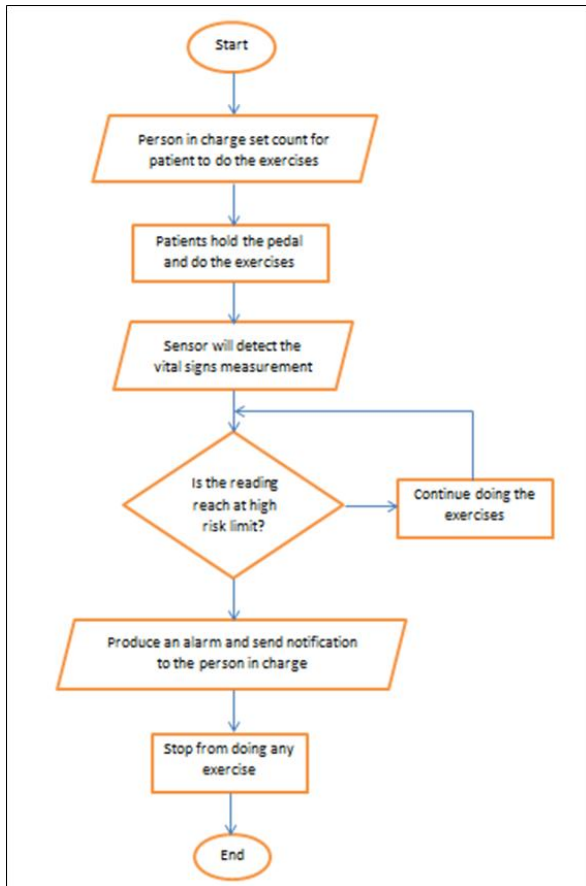 Start
Person in charge set count for
patient to do the exercises
Patients hold the pedal
and do the exercises
Sensor will detect the
vital signs measurement
Is the reading
reach at high
risk limit?
Continue doing the
exercises
Produce an alarm and send notification
to the person in charge
Stop from doing any
exercise
End